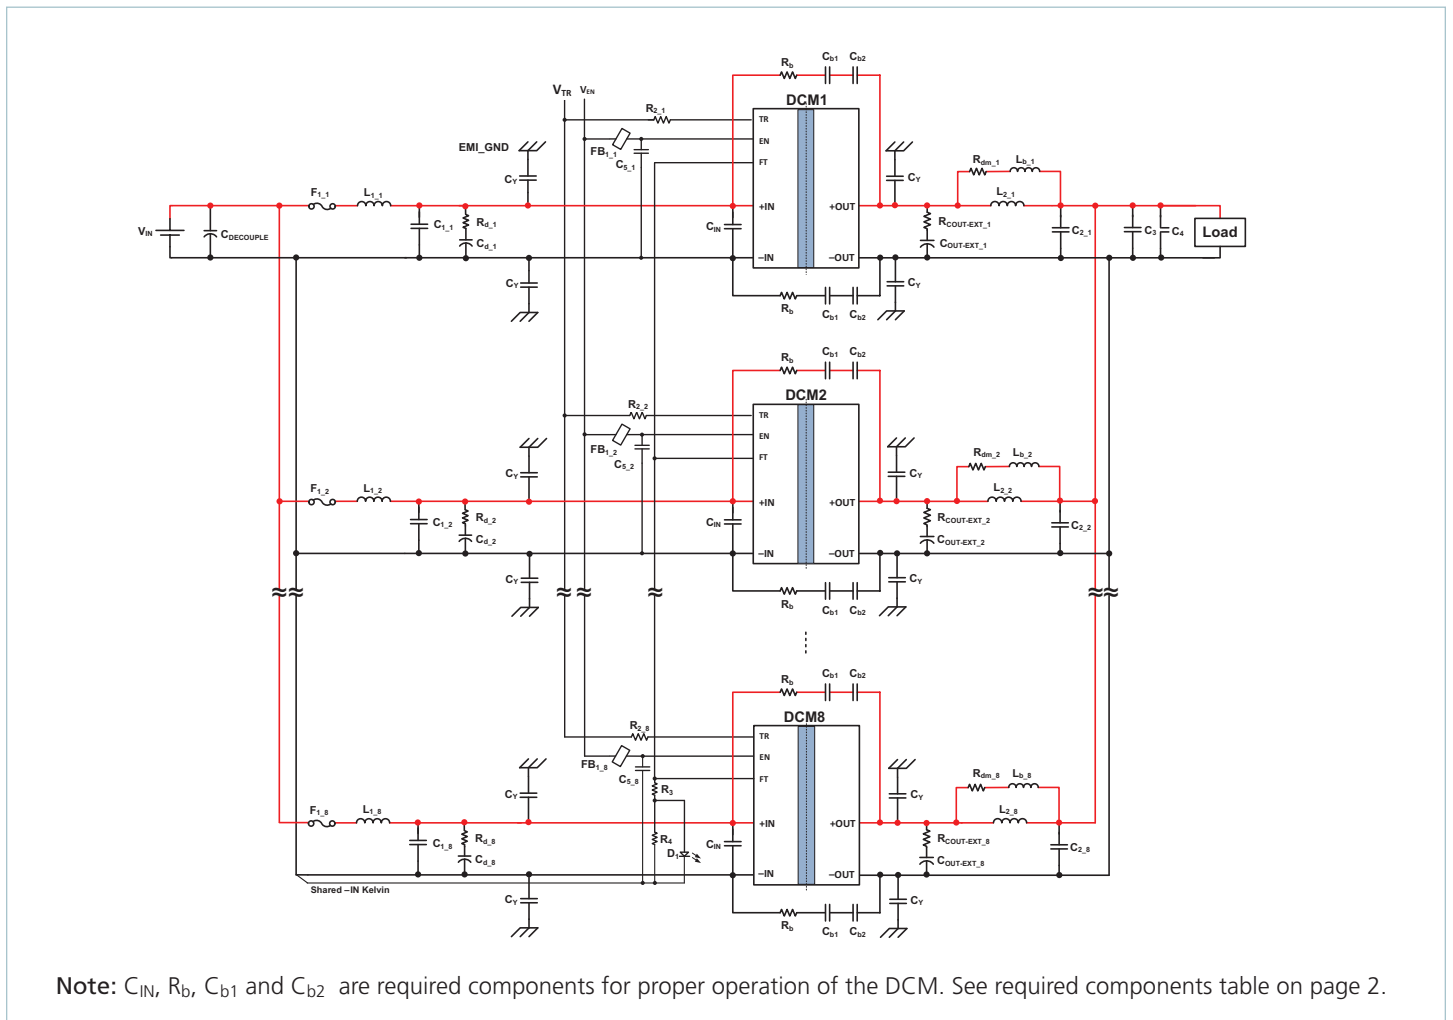 Rb Cb1 Cb2
VTR VEN
DCM1
R2_1
TR
EN
FT
FB1_1
C5_1
EMI_GND
CY
CY
Rdm_1 Lb_1
F1_1 L1_1
L2_1
+IN
+OUT
VIN
CDECOUPLE
C1_1
Rd_1
Cd_1
CIN
RCOUT-EXT_1
COUT-EXT_1
C2_1
C3
C4
Load
–IN
–OUT
CY
CY
Rb Cb1 Cb2
Rb Cb1 Cb2
DCM2
R2_2
TR
EN
FT
FB1_2
C5_2
CY
CY
Rdm_2 Lb_2
F1_2 L1_2
L2_2
+IN
+OUT
C1_2
Rd_2
Cd_2
CIN
RCOUT-EXT_2
COUT-EXT_2
C2_2
–IN
–OUT
CY
CY
Rb Cb1 Cb2
Rb Cb1 Cb2
DCM8
R2_8
TR
EN
FT
FB1_8
C5_8
R3
CY
CY
Rdm_8 Lb_8
F1_8 L1_8
L2_8
+IN
+OUT
C1_8
Rd_8
Cd_8
R4
D1
CIN
RCOUT-EXT_8
COUT-EXT_8
C2_8
–IN
–OUT
Shared –IN Kelvin
CY
CY
Rb Cb1 Cb2
Note: CIN, Rb, Cb1 and Cb2 are required components for proper operation of the DCM. See required components table on page 2.